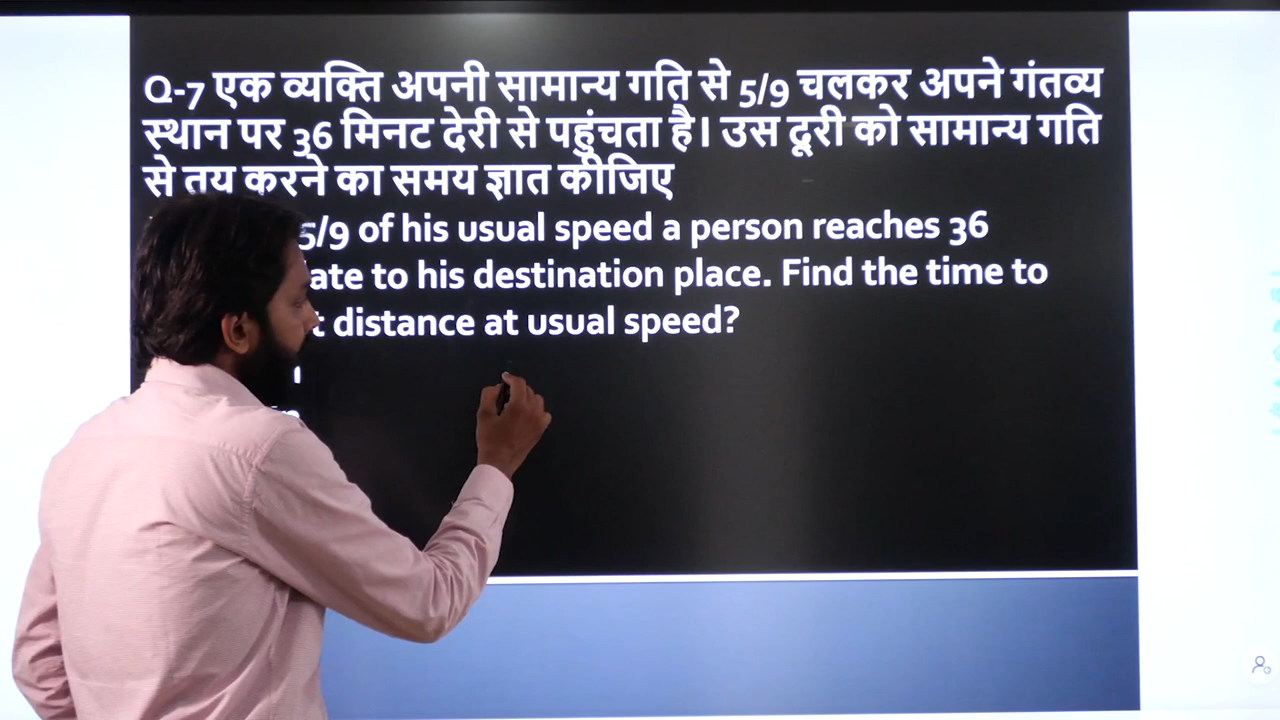 Q-7 एक व्यक्ति अपनी सामान्य गति से 5/9 चलकर अपने गंतव्य
स्थान पर 36 मिनट देरी से पहुंचता है। उस दूरी को सामान्य गति
से तय करने का समय ज्ञात कीजिए
5/9 of his usual speed a person reaches 36
to his destination place. Find the time to
distance at usual speed?